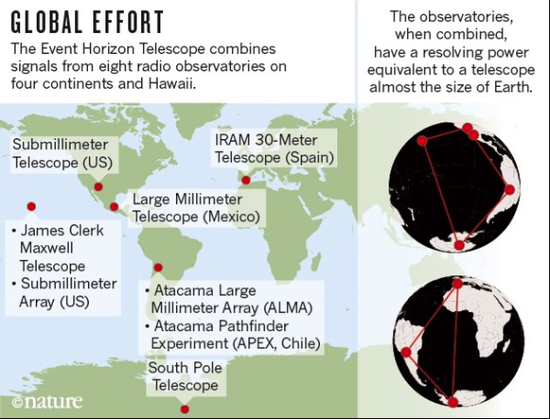 GLOBAL EFFORT
The Event Horizon Telescope combines
signals from eight radio observatories on
four continents and Hawaii.
The observatories,
when combined,
have a resolving power
equivalent to a telescope
almost the size of Earth.
Submillimeter
Telescope (US)
IRAM 30-Meter
Telescope (Spain)
Large Millimeter
Telescope (Mexico)
• James Clerk
Maxwell
Telescope
• Submillimeter
Array (US)
• Atacama Large
Millimeter Array (ALMA)
• Atacama Pathfinder
Experiment (APEX, Chile)
South Pole
Telescope
©nature